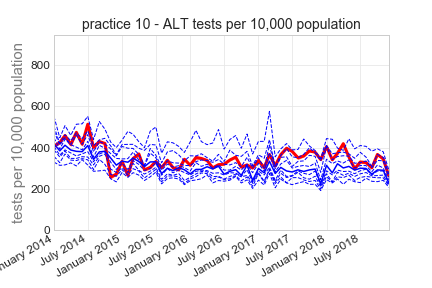 practice 10 - ALT tests per 10,000 population
tests per 10,000 population
800
600
400
200
0
nuary 2014
July 2014
January 2015
July 2015
January 2016
July 2016
January 2017
July 2017
January 2018
July 2018